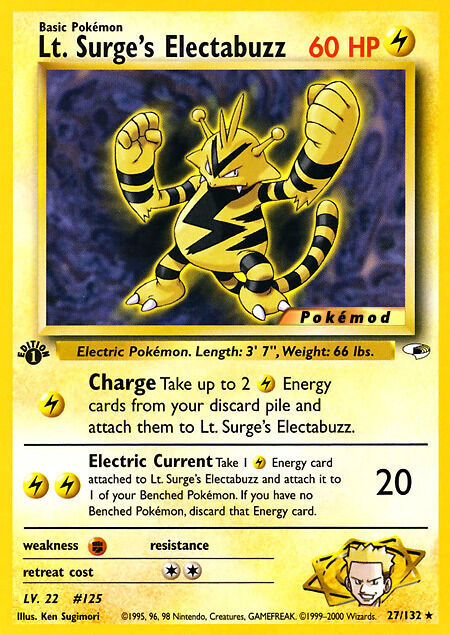 Basic Pokémon
Lt. Surge's Electabuzz 60 HP
Pokémod
EDITION 1
Electric Pokémon. Length: 3' 7", Weight: 66 lbs.
Charge Take up to 2 Energy
cards from your discard pile and
attach them to Lt. Surge's Electabuzz.
Electric Current Take 1 Energy card
attached to Lt. Surge's Electabuzz and attach it to
1 of your Benched Pokémon. If you have no
Benched Pokémon, discard that Energy card.
20
weakness resistance
retreat cost
LV. 22 #125
Illus. Ken Sugimori ©1995, 96, 98 Nintendo, Creatures, GAMEFREAK. ©1999-2000 Wizards. 27/132 ★